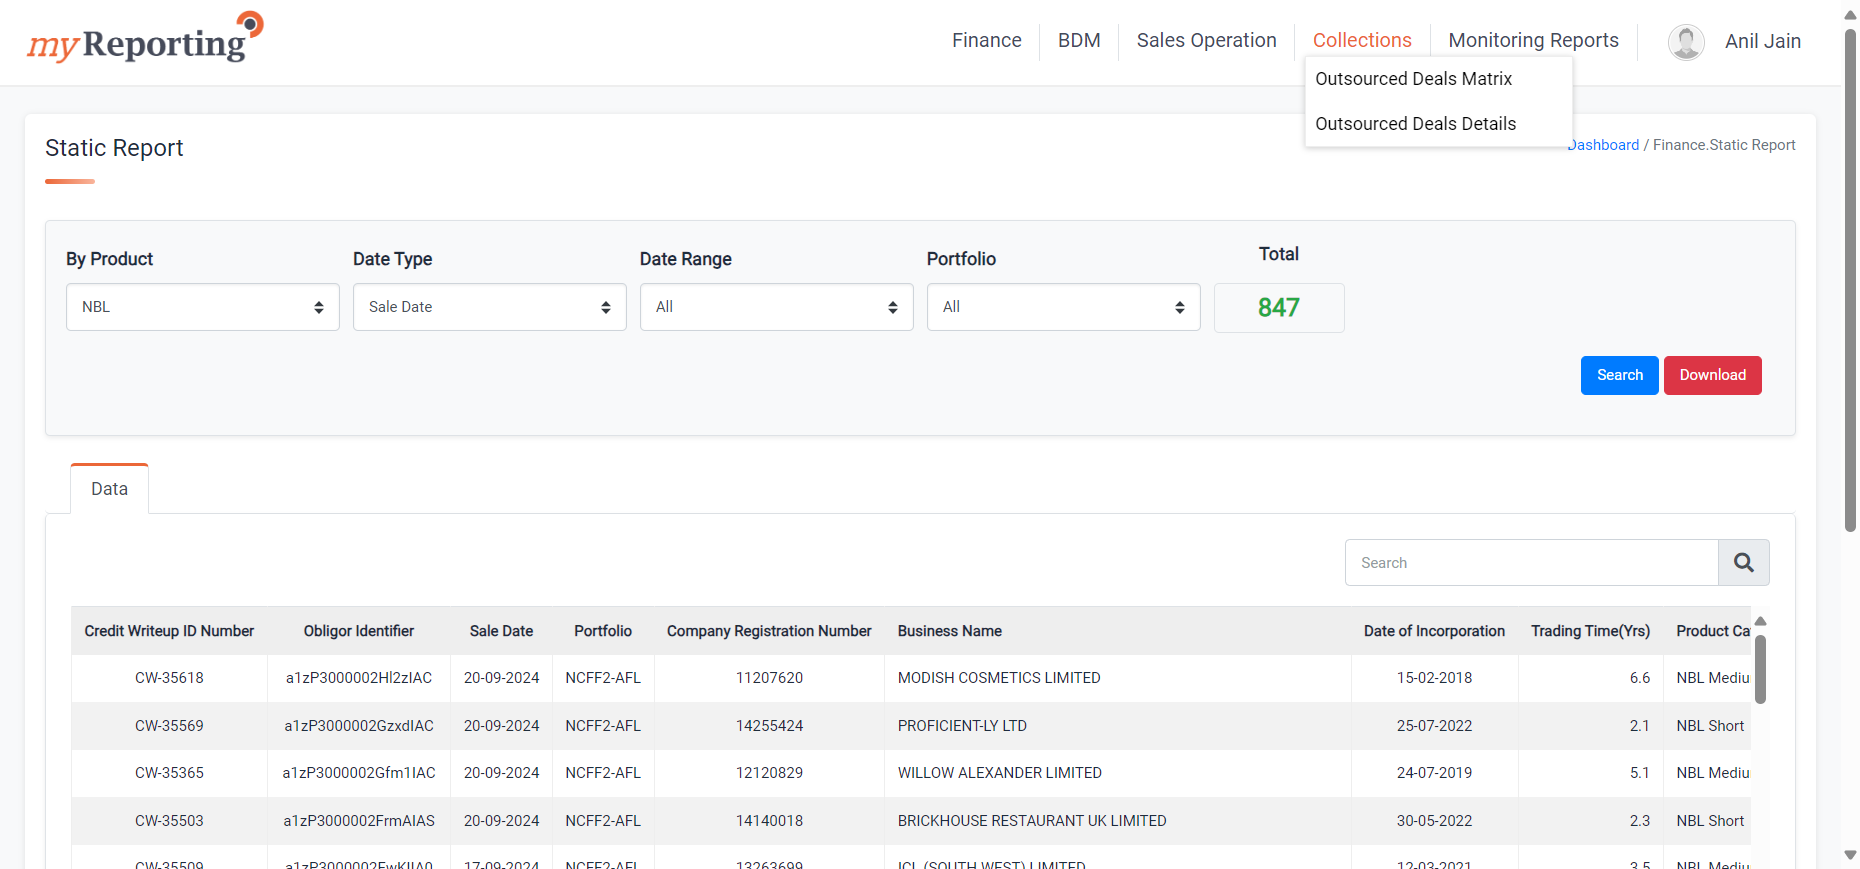 myReporting
Finance
BDM
Sales Operation
Collections
Monitoring Reports
Anil Jain
Outsourced Deals Matrix
Outsourced Deals Details
Static Report
Dashboard / Finance.Static Report
By Product
Date Type
Date Range
Portfolio
Total
NBL
Sale Date
All
All
847
Search
Download
Data
Search
Credit Writeup ID Number Obligor Identifier Sale Date Portfolio Company Registration Number Business Name Date of Incorporation Trading Time(Yrs) Product Ca
CW-35618 a1zP3000002Hl2zIAC 20-09-2024 NCFF2-AFL 11207620 MODISH COSMETICS LIMITED 15-02-2018 6.6 NBL Mediu
CW-35569 a1zP3000002GzxdIAC 20-09-2024 NCFF2-AFL 14255424 PROFICIENT-LY LTD 25-07-2022 2.1 NBL Short
CW-35365 a1zP3000002Gfm1IAC 20-09-2024 NCFF2-AFL 12120829 WILLOW ALEXANDER LIMITED 24-07-2019 5.1 NBL Mediu
CW-35503 a1zP3000002FrmAIAS 20-09-2024 NCFF2-AFL 14140018 BRICKHOUSE RESTAURANT UK LIMITED 30-05-2022 2.3 NBL Short
CW-35509 17-09-2024 NCFF2-AFL 13263699 ICL (SOUTH WEST) LIMITED 12-03-2021 3.5 NBL Mediu